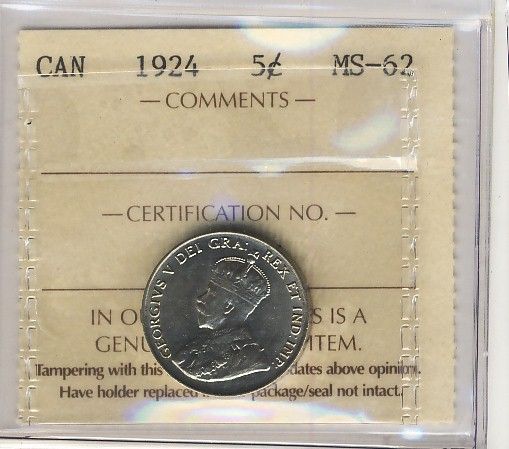 CAN 1924 5¢ MS-62
— COMMENTS —
— CERTIFICATION NO. —
GEORGIVS V DEI GRA: REX ET IND:IMP:
IN O S IS A
GENU ITEM.
Tampering with this dates above opinion.
Have holder replaced package/seal not intact.